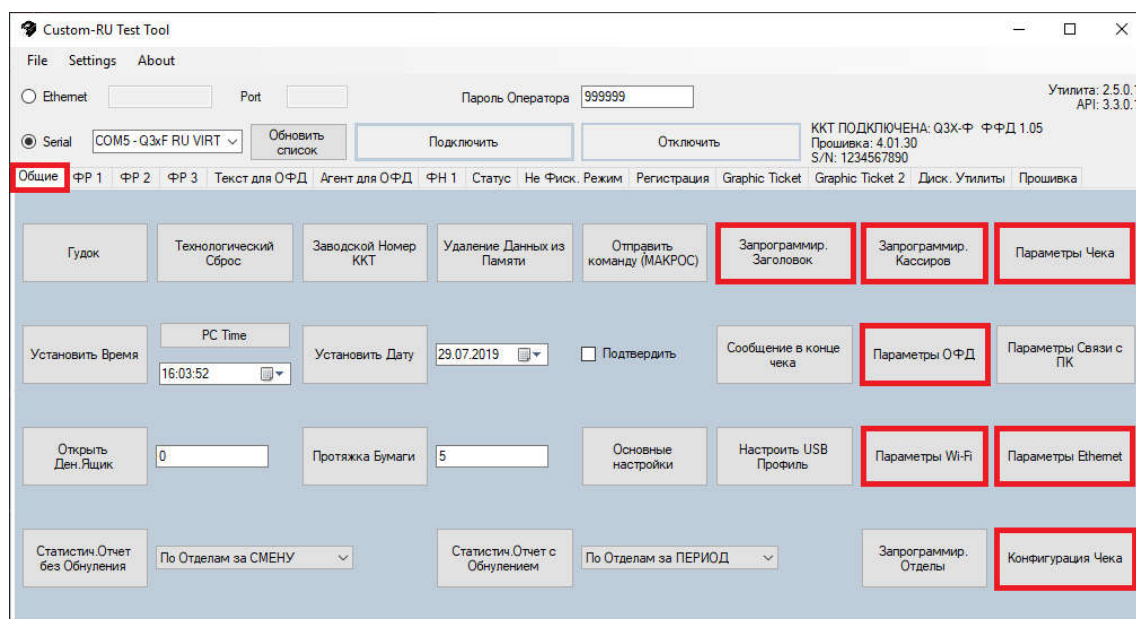 Custom-RU Test Tool
File Settings About
Ethernet Port Пароль Оператора 999999
Утилита: 2.5.0.1
API: 3.3.0.1
Serial COM5 - Q3xF RU VIRT Обновить список Подключить Отключить
ККТ ПОДКЛЮЧЕНА: Q3X-Ф ФФД 1.05
Прошивка: 4.01.30
S/N: 1234567890
Общие ФР 1 ФР 2 ФР 3 Текст для ОФД Агент для ОФД ФН 1 Статус Не Фиск. Режим Регистрация Graphic Ticket Graphic Ticket 2 Диск. Утилиты Прошивка
Гудок
Технологический
Сброс
Заводской Номер
ККТ
Удаление Данных из
Памяти
Отправить
команду (МАКРОС)
Запрограммир.
Заголовок
Запрограммир.
Кассиров
Параметры Чека
Установить Время
PC Time
16:03:52
Установить Дату
29.07.2019
Подтвердить
Сообщение в конце
чека
Параметры ОФД
Параметры Связи с
ПК
Открыть
Ден.Ящик
0
Протяжка Бумаги
5
Основные
настройки
Настроить USB
Профиль
Параметры Wi-Fi
Параметры Ethernet
Статистич.Отчет
без Обнуления
По Отделам за СМЕНУ
Статистич.Отчет с
Обнулением
По Отделам за ПЕРИОД
Запрограммир.
Отделы
Конфигурация Чека